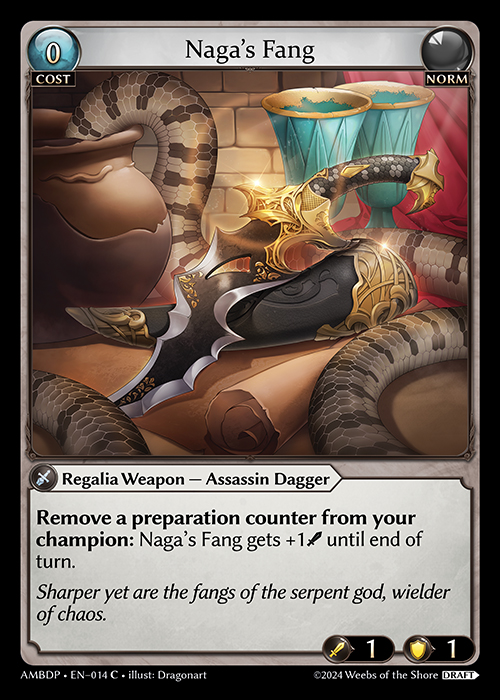 0
COST
Naga's Fang
NORM
Regalia Weapon — Assassin Dagger
Remove a preparation counter from your
champion: Naga's Fang gets +1 until end of
turn.
Sharper yet are the fangs of the serpent god, wielder
of chaos.
1
1
AMBDP • EN–014 C • illust: Dragonart
©2024 Weebs of the Shore DRAFT